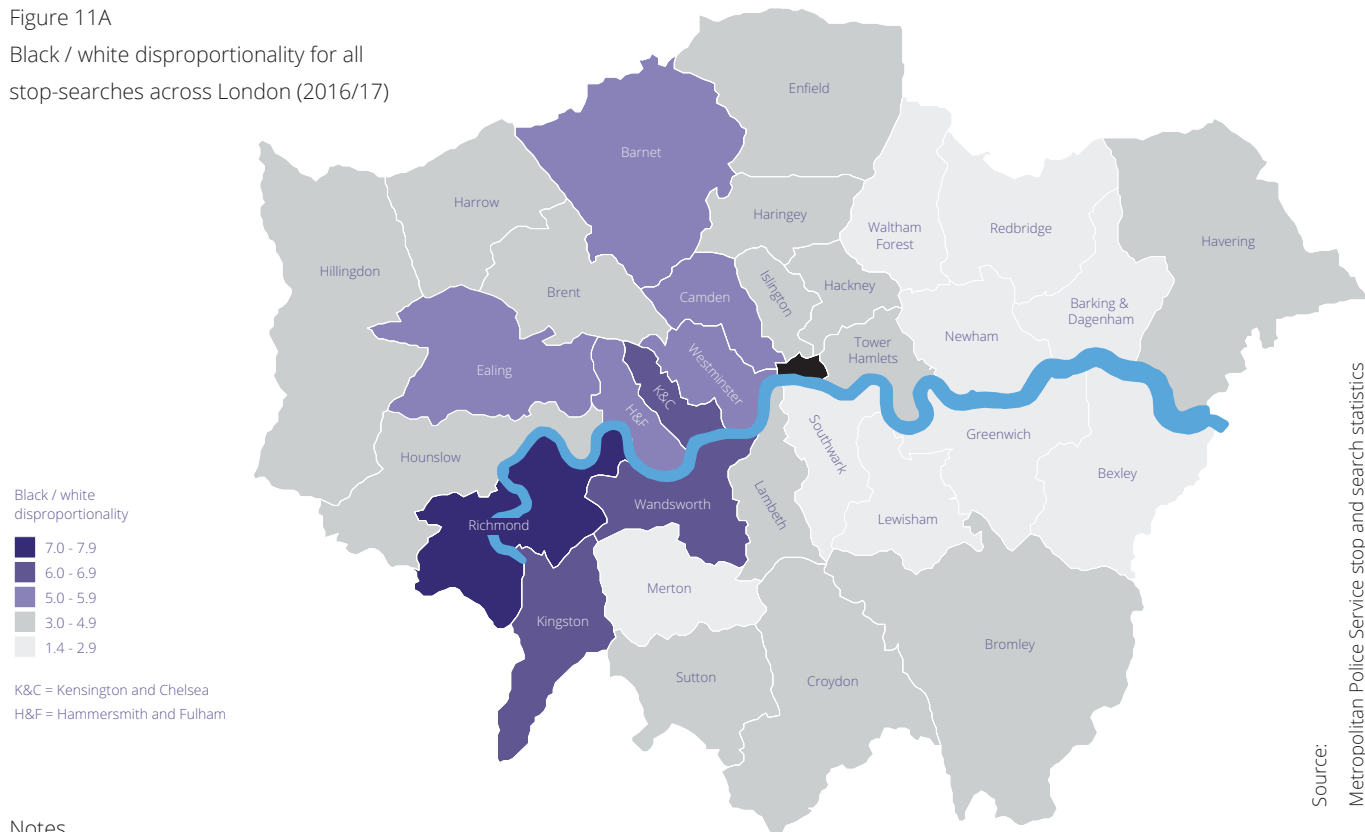 Figure 11A
Black / white disproportionality for all
stop-searches across London (2016/17)
Enfield
Barnet
Harrow
Haringey
Waltham
Forest
Redbridge
Havering
Hillingdon
Brent
Camden
Islington
Hackney
Barking &
Dagenham
Newham
Tower
Hamlets
Ealing
Westminster
K&C
H&F
Hounslow
Southwark
Greenwich
Bexley
Richmond
Wandsworth
Lambeth
Lewisham
Merton
Kingston
Bromley
Sutton
Croydon
Black / white
disproportionality
7.0 - 7.9
6.0 - 6.9
5.0 - 5.9
3.0 - 4.9
1.4 - 2.9
K&C = Kensington and Chelsea
H&F = Hammersmith and Fulham
Source:
Metropolitan Police Service stop and search statistics
Notes